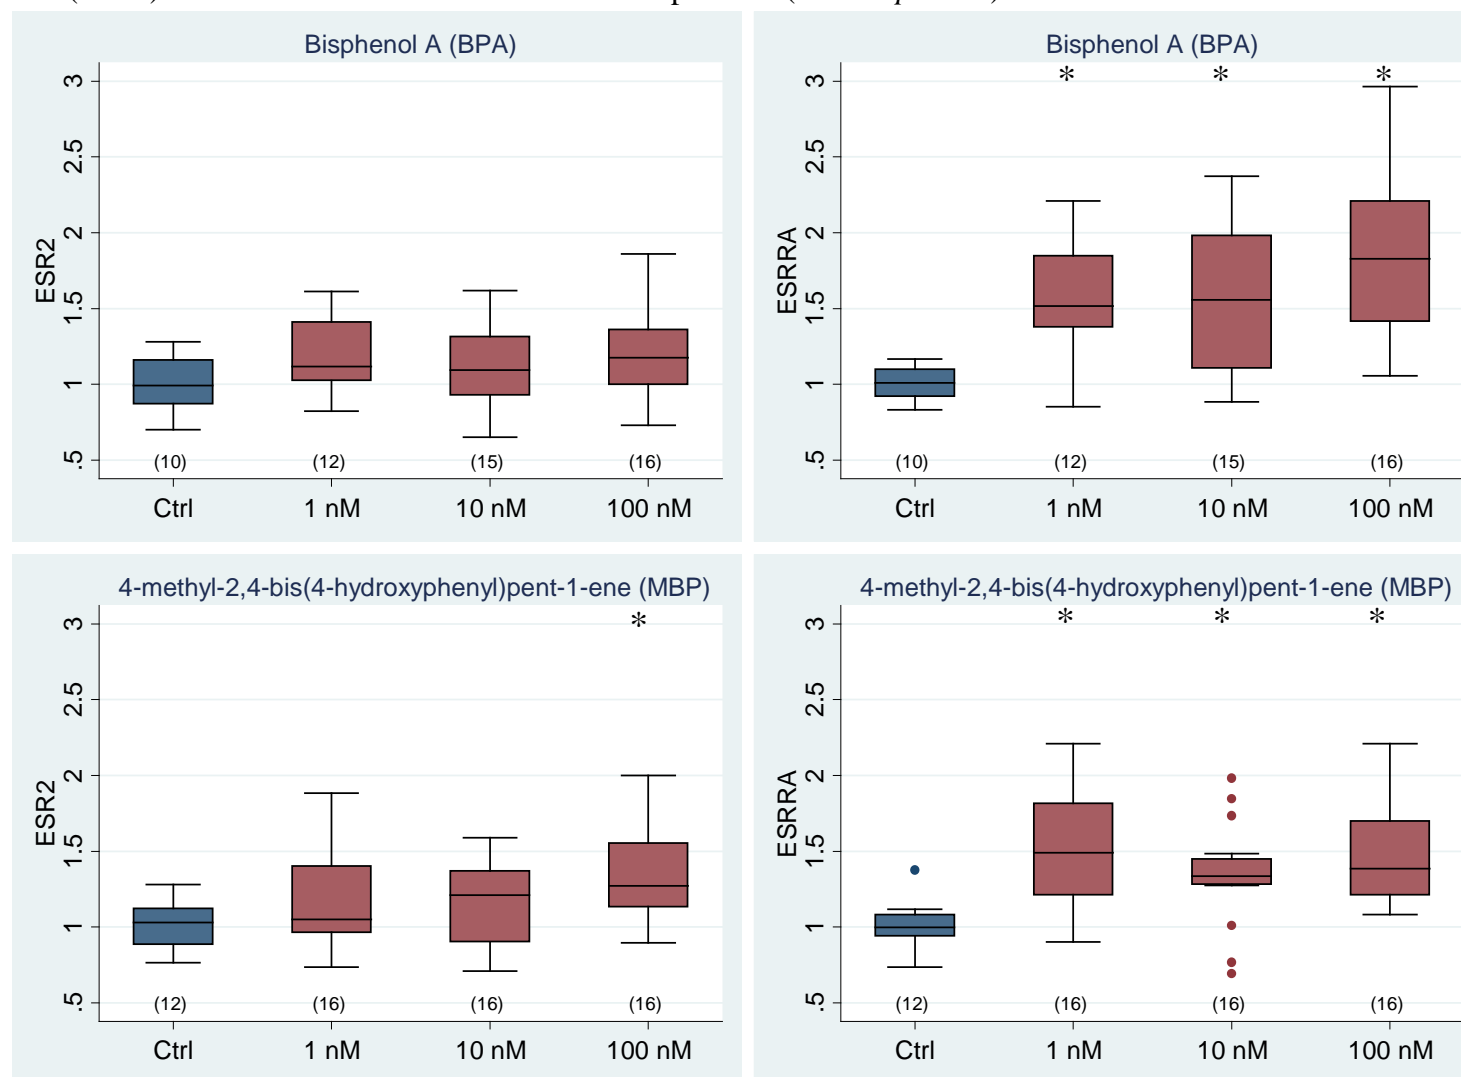 Bisphenol A (BPA)
ESR2
3
2.5
2
1.5
1
.5
(10) (12) (15) (16)
Ctrl 1 nM 10 nM 100 nM
Bisphenol A (BPA)
* * *
ESRRA
3
2.5
2
1.5
1
.5
(10) (12) (15) (16)
Ctrl 1 nM 10 nM 100 nM
4-methyl-2,4-bis(4-hydroxyphenyl)pent-1-ene (MBP)
*
ESR2
3
2.5
2
1.5
1
.5
(12) (16) (16) (16)
Ctrl 1 nM 10 nM 100 nM
4-methyl-2,4-bis(4-hydroxyphenyl)pent-1-ene (MBP)
* * *
ESRRA
3
2.5
2
1.5
1
.5
(12) (16) (16) (16)
Ctrl 1 nM 10 nM 100 nM